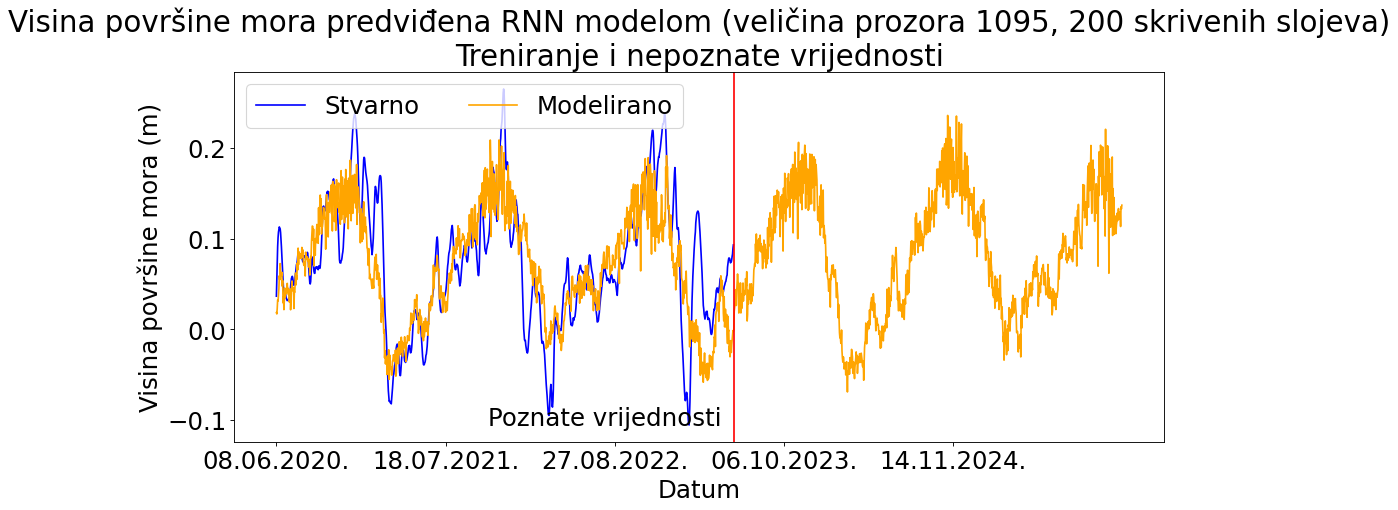 Visina površine mora predviđena RNN modelom (veličina prozora 1095, 200 skrivenih slojeva)
Treniranje i nepoznate vrijednosti
Stvarno Modelirano
Visina površine mora (m)
0.2
0.1
0.0
−0.1
Poznate vrijednosti
08.06.2020. 18.07.2021. 27.08.2022. 06.10.2023. 14.11.2024.
Datum